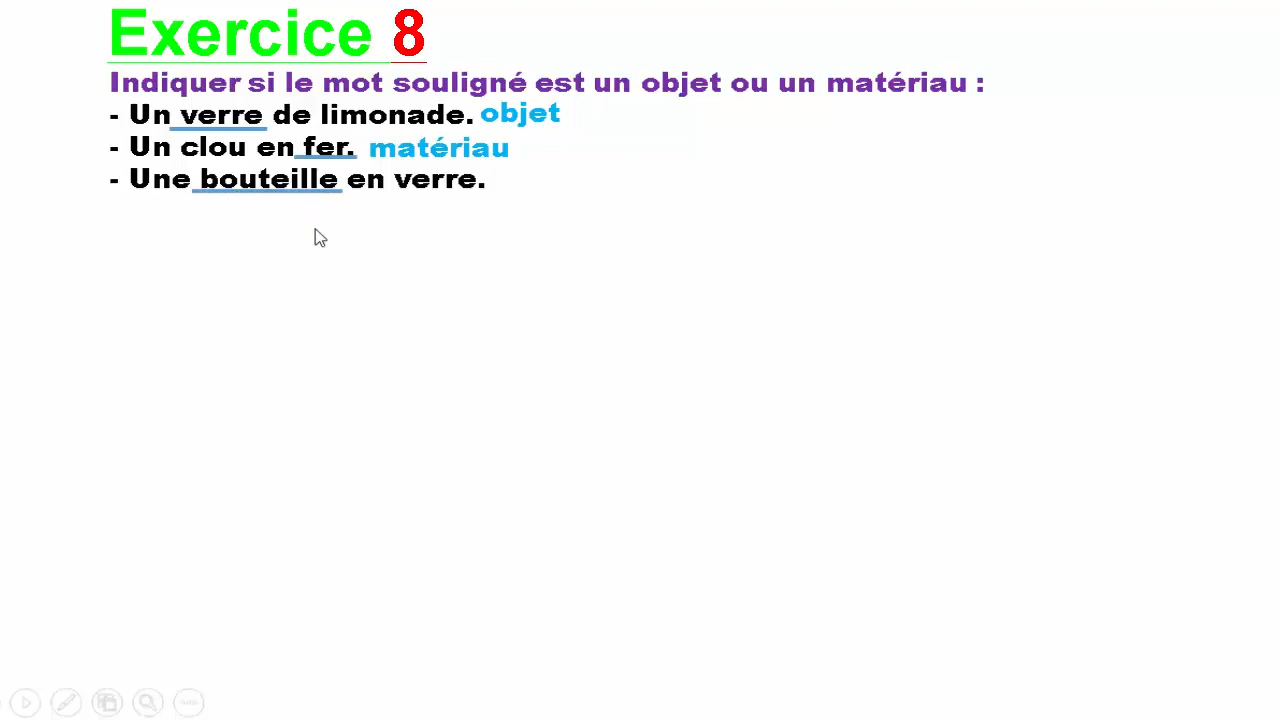 Exercice 8
Indiquer si le mot souligné est un objet ou un matériau :
- Un verre de limonade. objet
- Un clou en fer. matériau
- Une bouteille en verre.